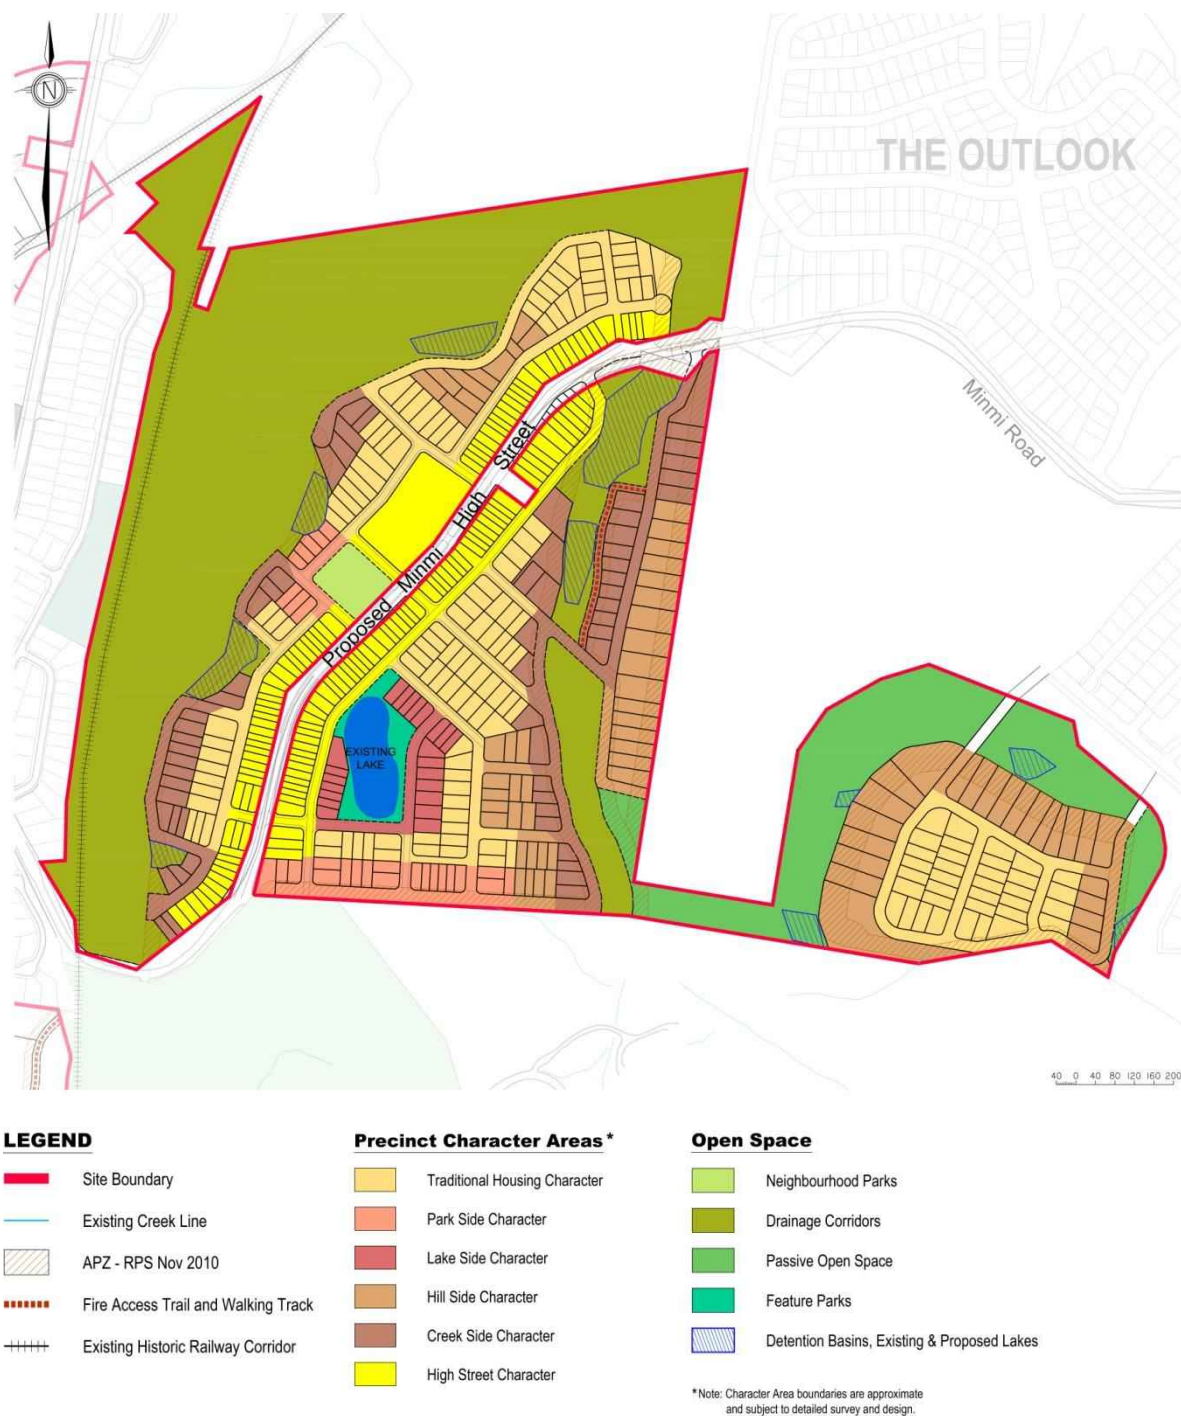 N
THE OUTLOOK
Minmi Road
Proposed Minmi High Street
EXISTING
LAKE
40 0 40 80 120 160 200
LEGEND
Site Boundary
Existing Creek Line
APZ - RPS Nov 2010
Fire Access Trail and Walking Track
Existing Historic Railway Corridor
Precinct Character Areas *
Traditional Housing Character
Park Side Character
Lake Side Character
Hill Side Character
Creek Side Character
High Street Character
Open Space
Neighbourhood Parks
Drainage Corridors
Passive Open Space
Feature Parks
Detention Basins, Existing & Proposed Lakes
* Note: Character Area boundaries are approximate
and subject to detailed survey and design.